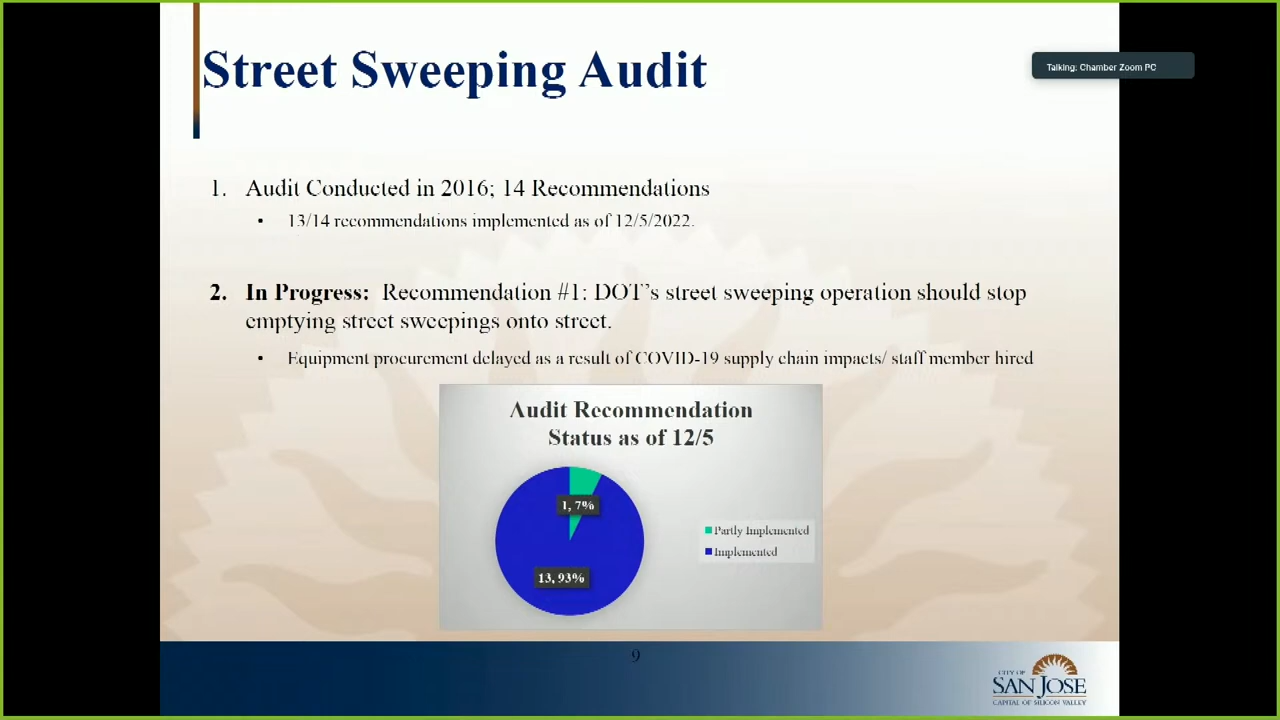 Street Sweeping Audit
Talking: Chamber Zoom PC
1. Audit Conducted in 2016; 14 Recommendations
• 13/14 recommendations implemented as of 12/5/2022.
2. In Progress: Recommendation #1: DOT's street sweeping operation should stop
emptying street sweepings onto street.
• Equipment procurement delayed as a result of COVID-19 supply chain impacts/ staff member hired
Audit Recommendation
Status as of 12/5
1, 7%
13, 93%
Partly Implemented
Implemented
9
CITY OF
SAN JOSE
CAPITAL OF SILICON VALLEY